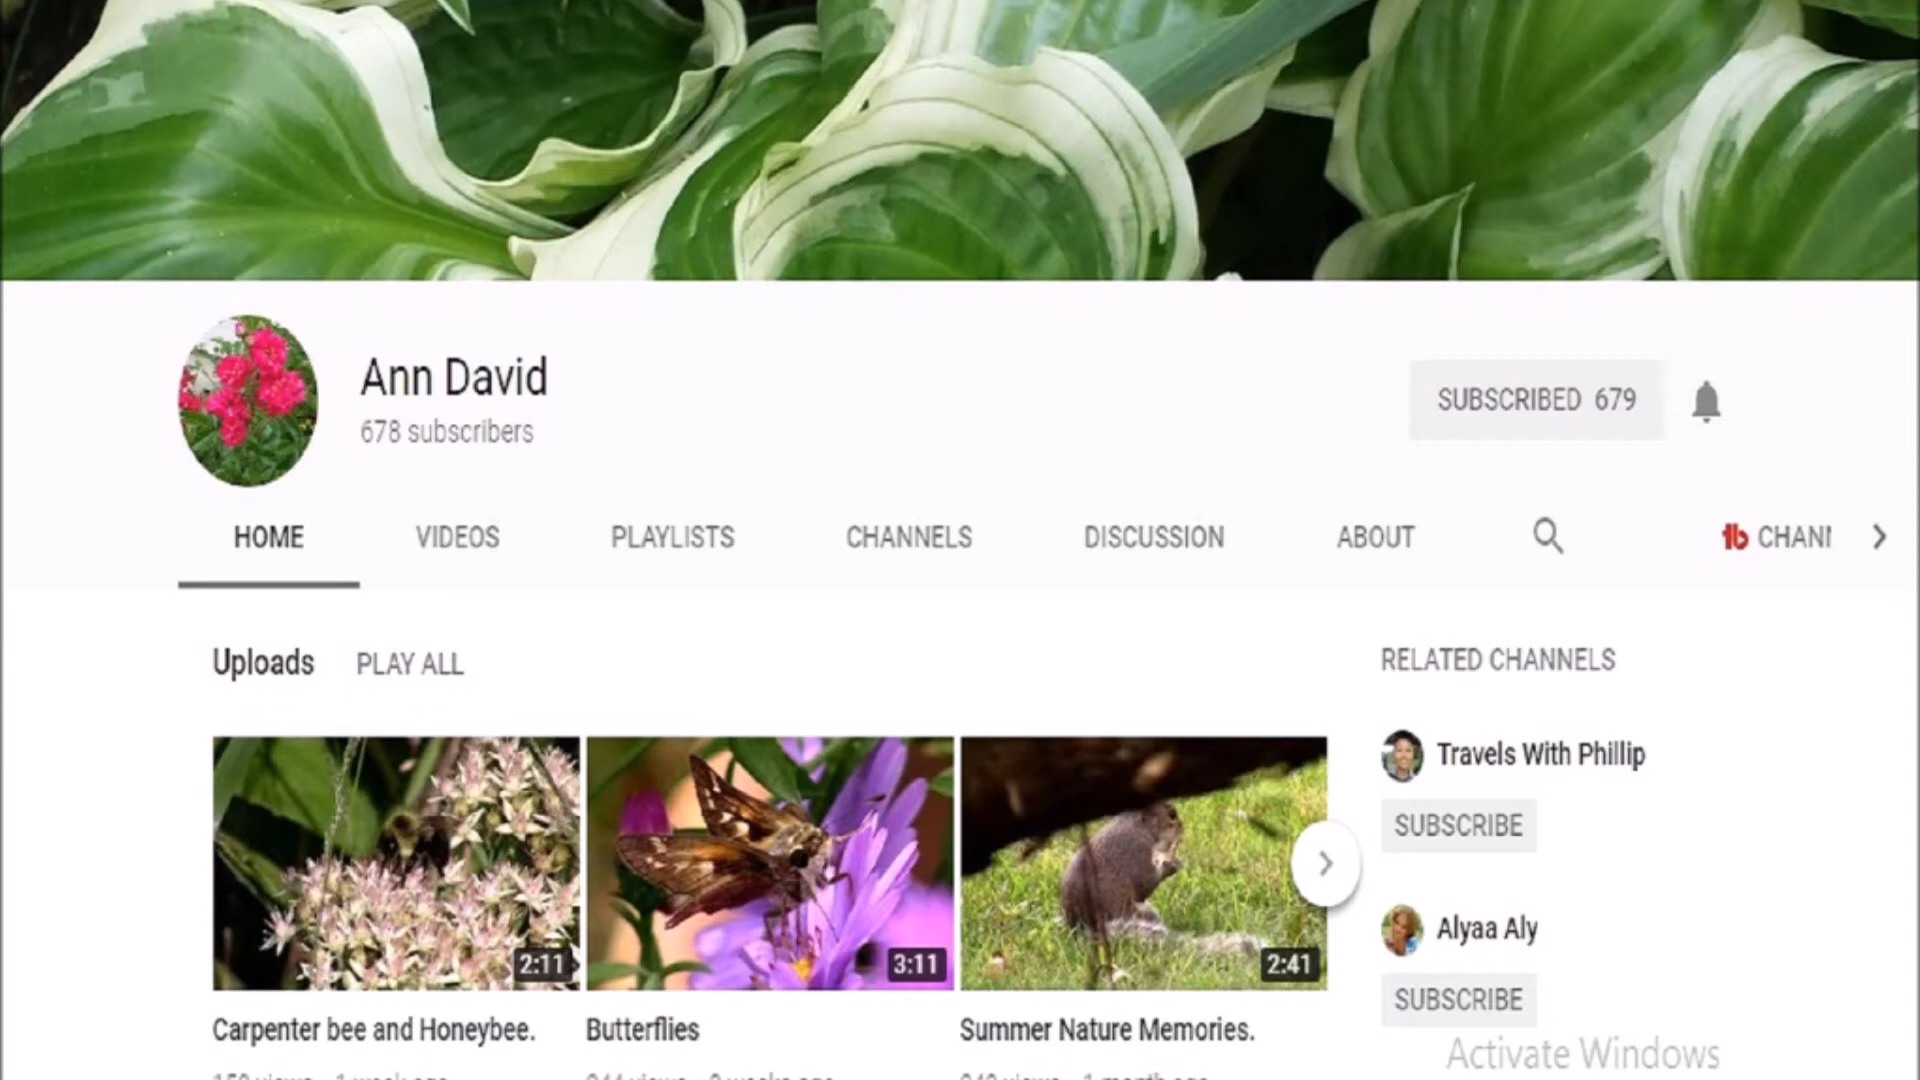 Ann David
678 subscribers
SUBSCRIBED 679
HOME VIDEOS PLAYLISTS CHANNELS DISCUSSION ABOUT CHANN
Uploads PLAY ALL
RELATED CHANNELS
Travels With Phillip
SUBSCRIBE
Alyaa Aly
SUBSCRIBE
2:11
3:11
2:41
Carpenter bee and Honeybee.
Butterflies
Summer Nature Memories.
Activate Windows